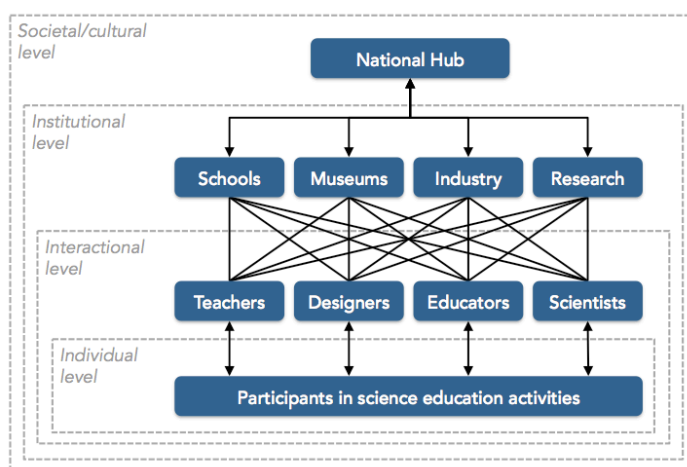 Societal/cultural
level
National Hub
Institutional
level
Schools
Museums
Industry
Research
Interactional
level
Teachers
Designers
Educators
Scientists
Individual
level
Participants in science education activities